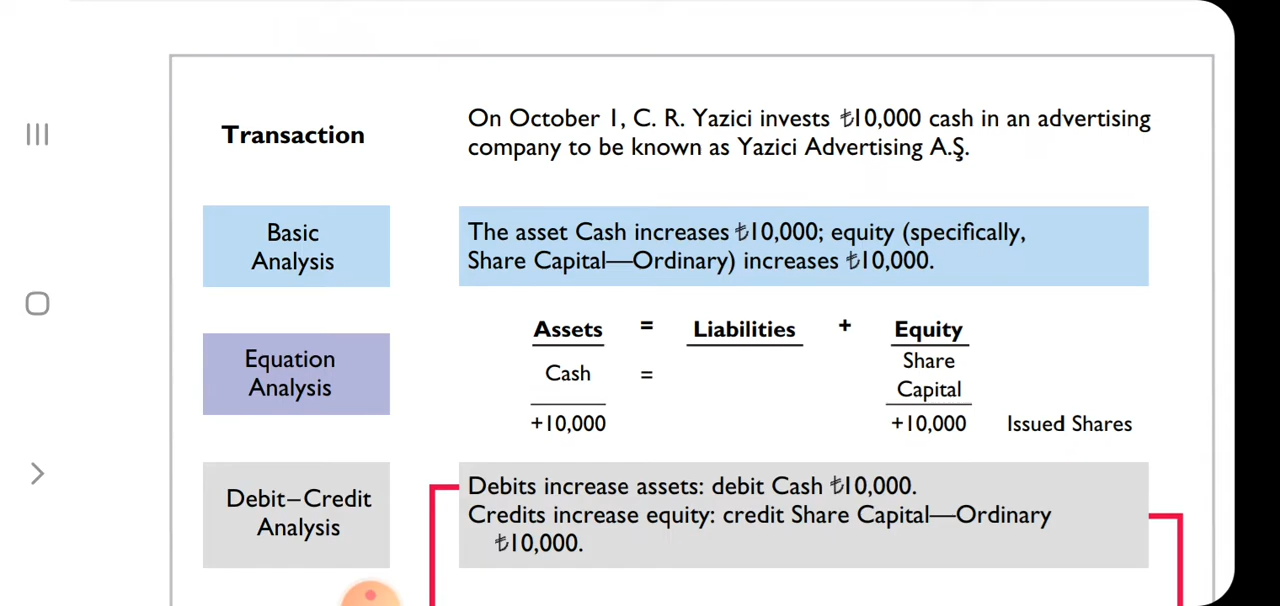 Transaction
On October 1, C. R. Yazici invests ₺10,000 cash in an advertising
company to be known as Yazici Advertising A.Ş.
Basic
Analysis
The asset Cash increases ₺10,000; equity (specifically,
Share Capital—Ordinary) increases ₺10,000.
Equation
Analysis
Assets = Liabilities + Equity
Cash = Share
Capital
+10,000 +10,000 Issued Shares
Debit–Credit
Analysis
Debits increase assets: debit Cash ₺10,000.
Credits increase equity: credit Share Capital—Ordinary
₺10,000.